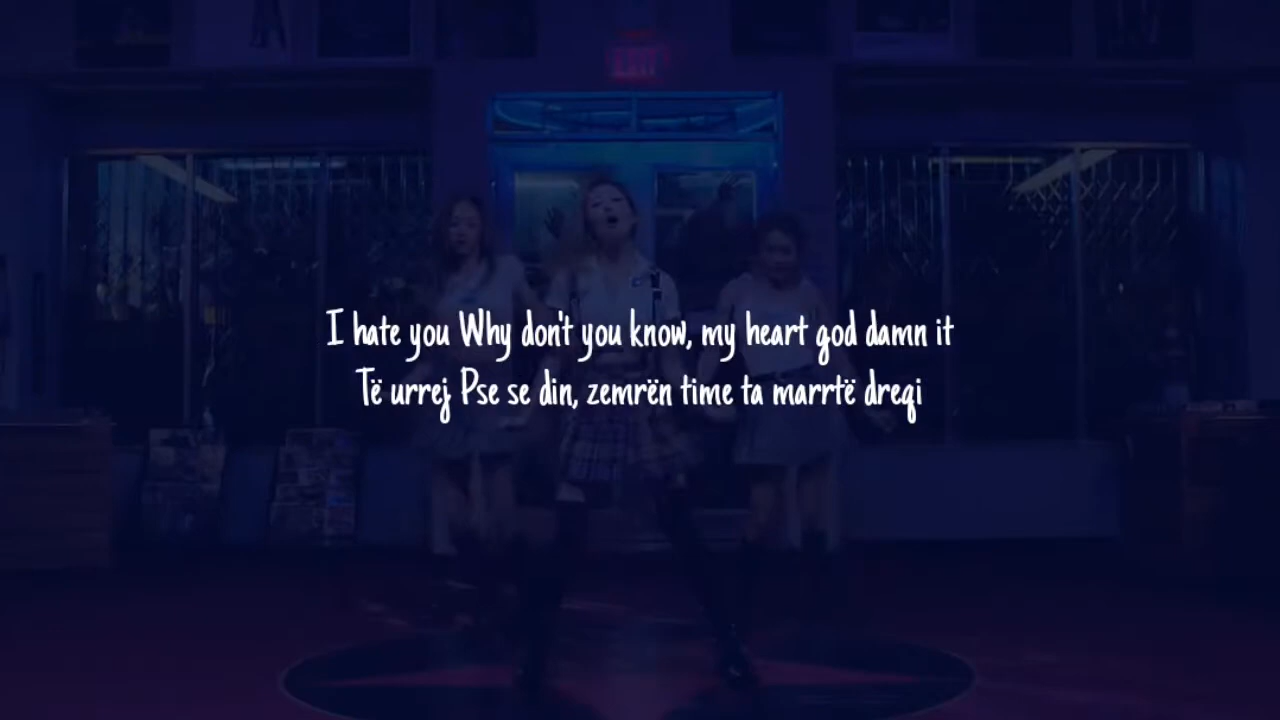 EXIT
I hate you Why don't you know, my heart god damn it
Të urrej Pse se din, zemrën time ta marrtë dreqi